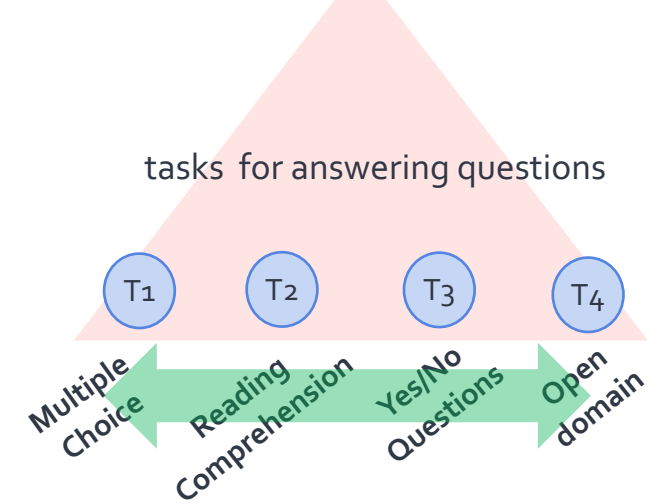 tasks for answering questions
T1
T2
T3
T4
Multiple
Choice
Reading
Comprehension
Yes/No
Questions
Open
domain